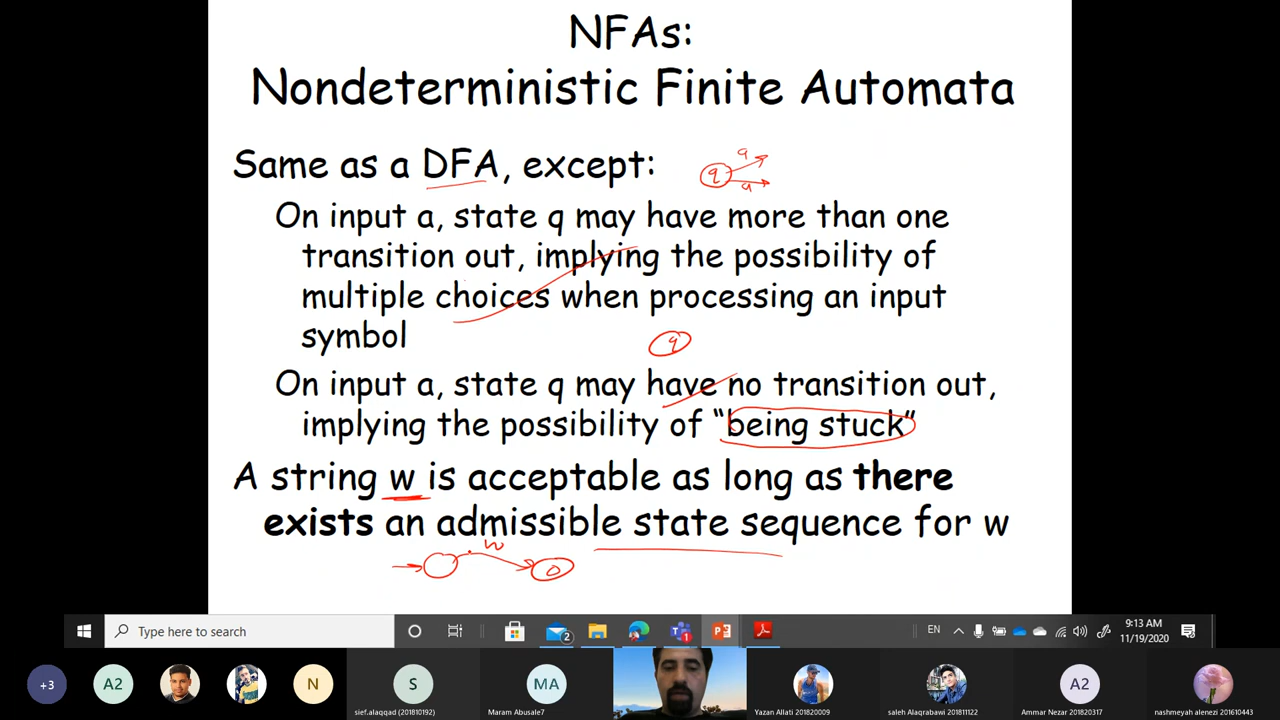 NFAs:
Nondeterministic Finite Automata
Same as a DFA, except:
a
q
a
On input a, state q may have more than one
transition out, implying the possibility of
multiple choices when processing an input
symbol
q
On input a, state q may have no transition out,
implying the possibility of “being stuck”
A string w is acceptable as long as there
exists an admissible state sequence for w
w
Type here to search
2
1
EN
9:13 AM
11/19/2020
+3
A2
N
S
sief.alaqqad (201810192)
MA
Maram Abusale7
Yazan Allati 201820009
saleh Alaqrabawi 201811122
A2
Ammar Nezar 201820317
nashmeyah alenezi 201610443